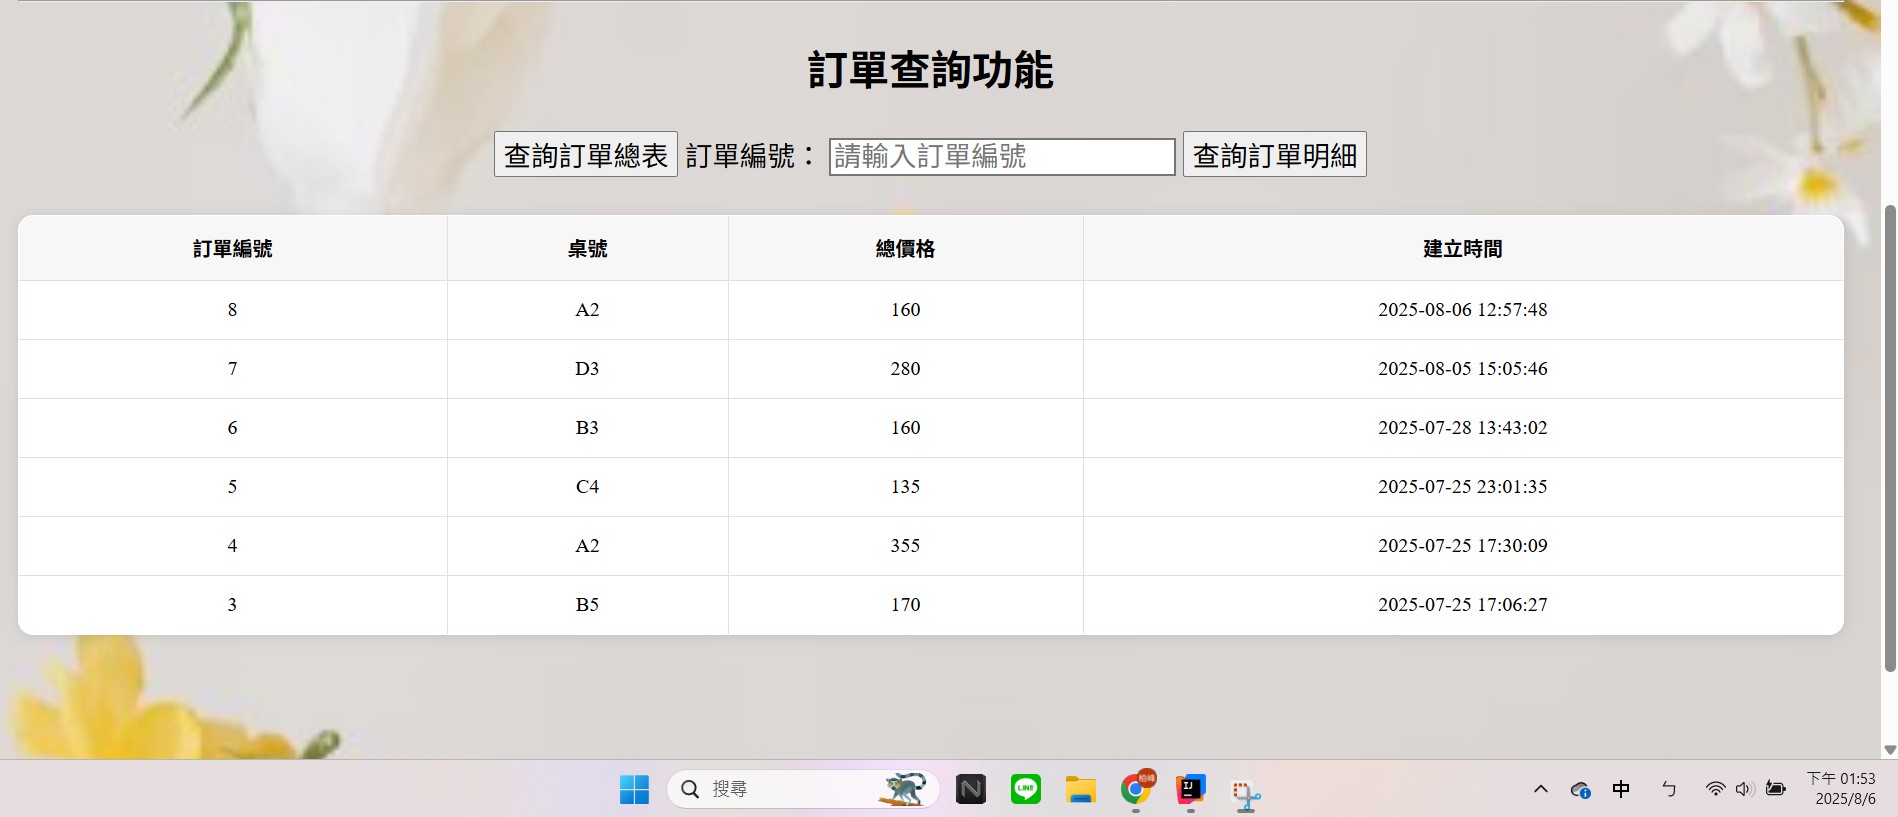 訂單查詢功能
查詢訂單總表 訂單編號： 請輸入訂單編號 查詢訂單明細
訂單編號 桌號 總價格 建立時間
8 A2 160 2025-08-06 12:57:48
7 D3 280 2025-08-05 15:05:46
6 B3 160 2025-07-28 13:43:02
5 C4 135 2025-07-25 23:01:35
4 A2 355 2025-07-25 17:30:09
3 B5 170 2025-07-25 17:06:27
搜尋 N LINE 柏峰 IJ 中 ㄅ 下午 01:53
2025/8/6